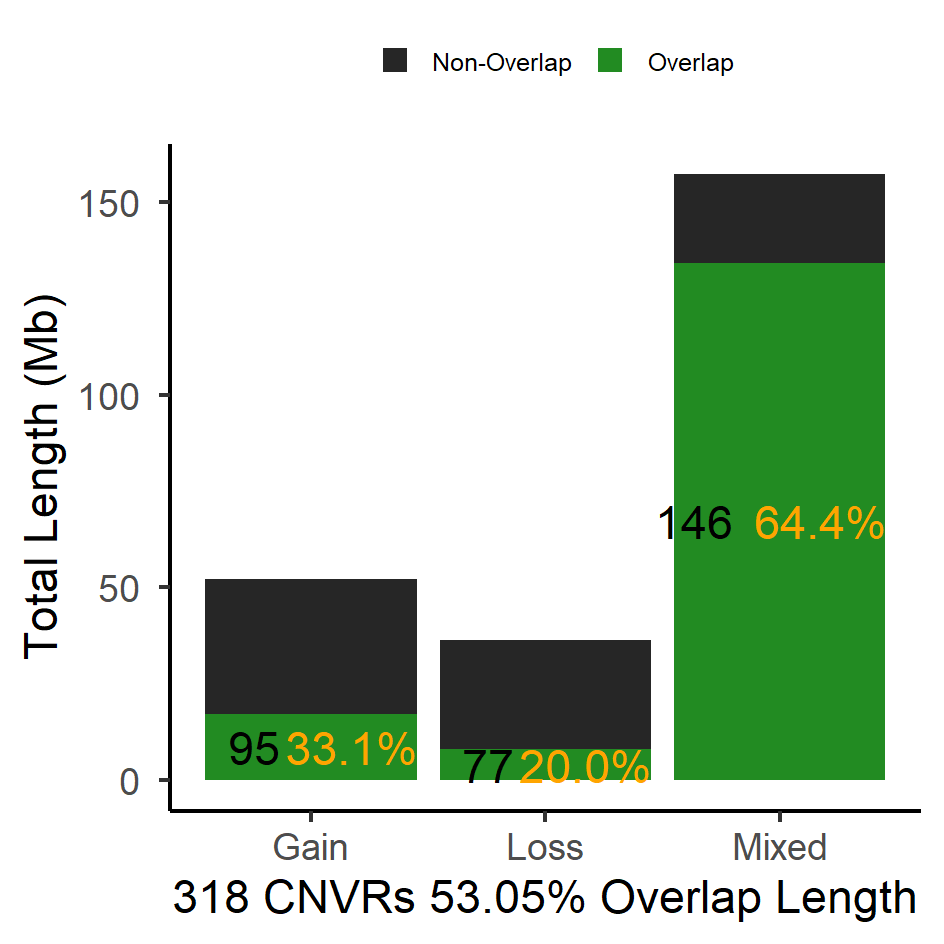 Non-Overlap Overlap
Total Length (Mb)
150
100
50
0
146 64.4%
95 33.1%
77 20.0%
Gain Loss Mixed
318 CNVRs 53.05% Overlap Length